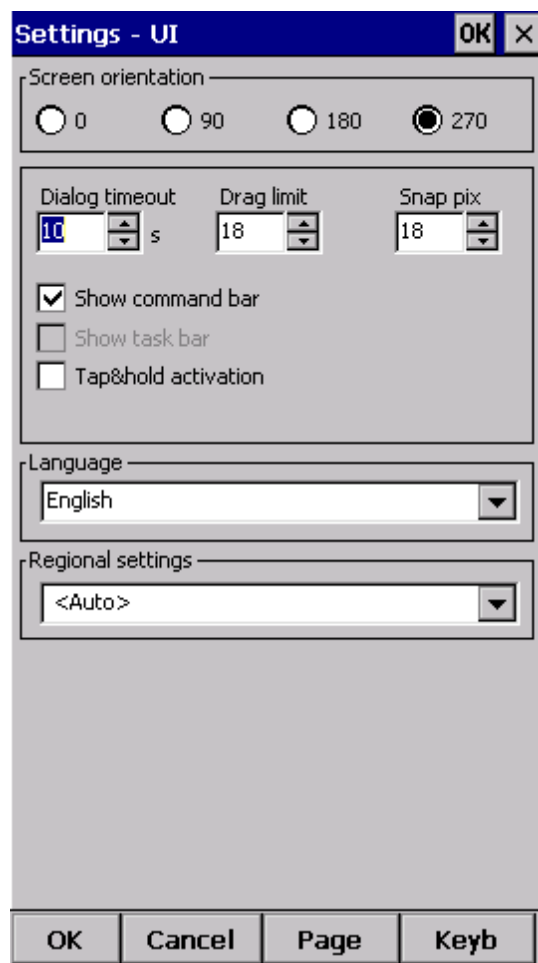 Settings - UI OK
Screen orientation
0 90 180 270
Dialog timeout Drag limit Snap pix
10 s 18 18
Show command bar
Show task bar
Tap&hold activation
Language
English
Regional settings
<Auto>
OK Cancel Page Keyb